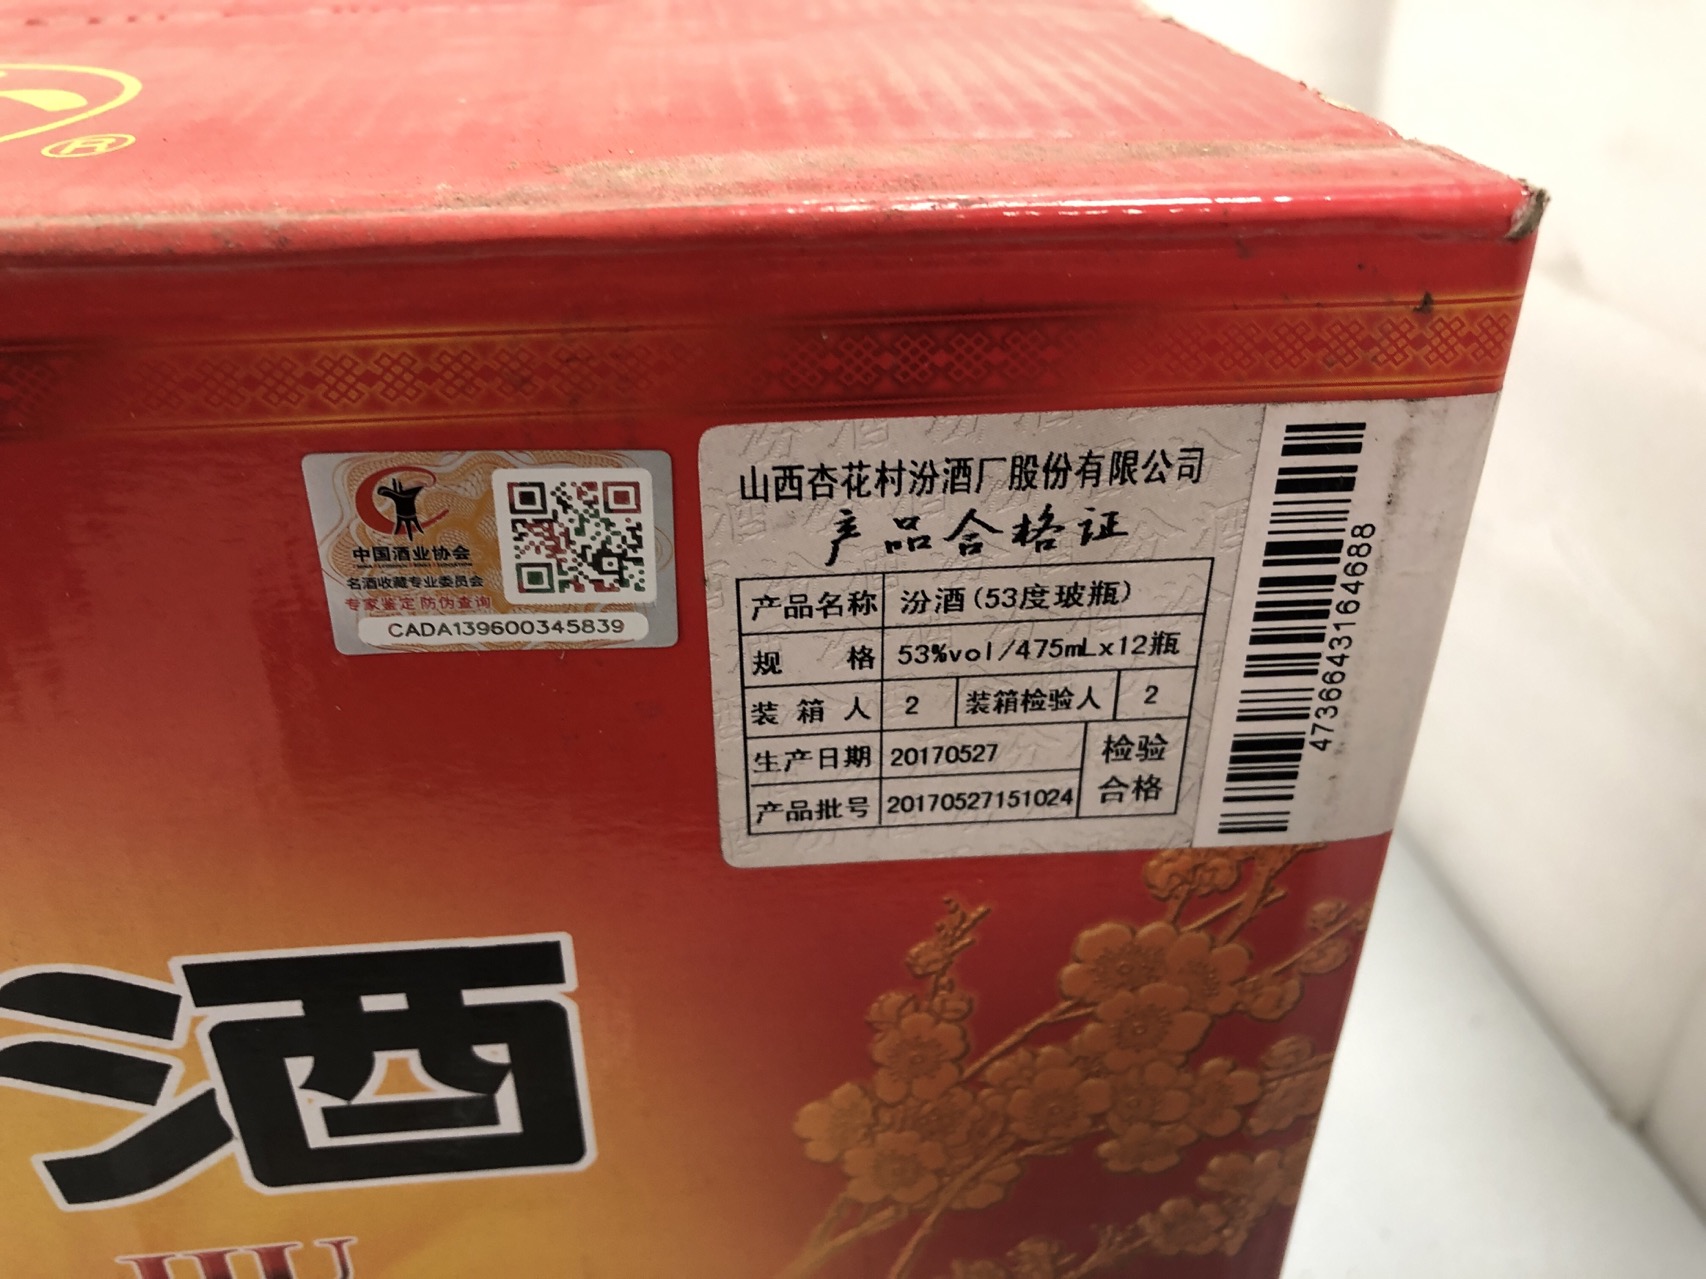 ®
中国酒业协会
名酒收藏专业委员会
专家鉴定 防伪查询
CADA139600345839
山西杏花村汾酒厂股份有限公司
产品合格证
产品名称 汾酒(53度玻瓶)
规格 53%vol/475mLx12瓶
装箱人 2 装箱检验人 2
生产日期 20170527 检验
产品批号 20170527151024 合格
4736643164688
酒
JIU